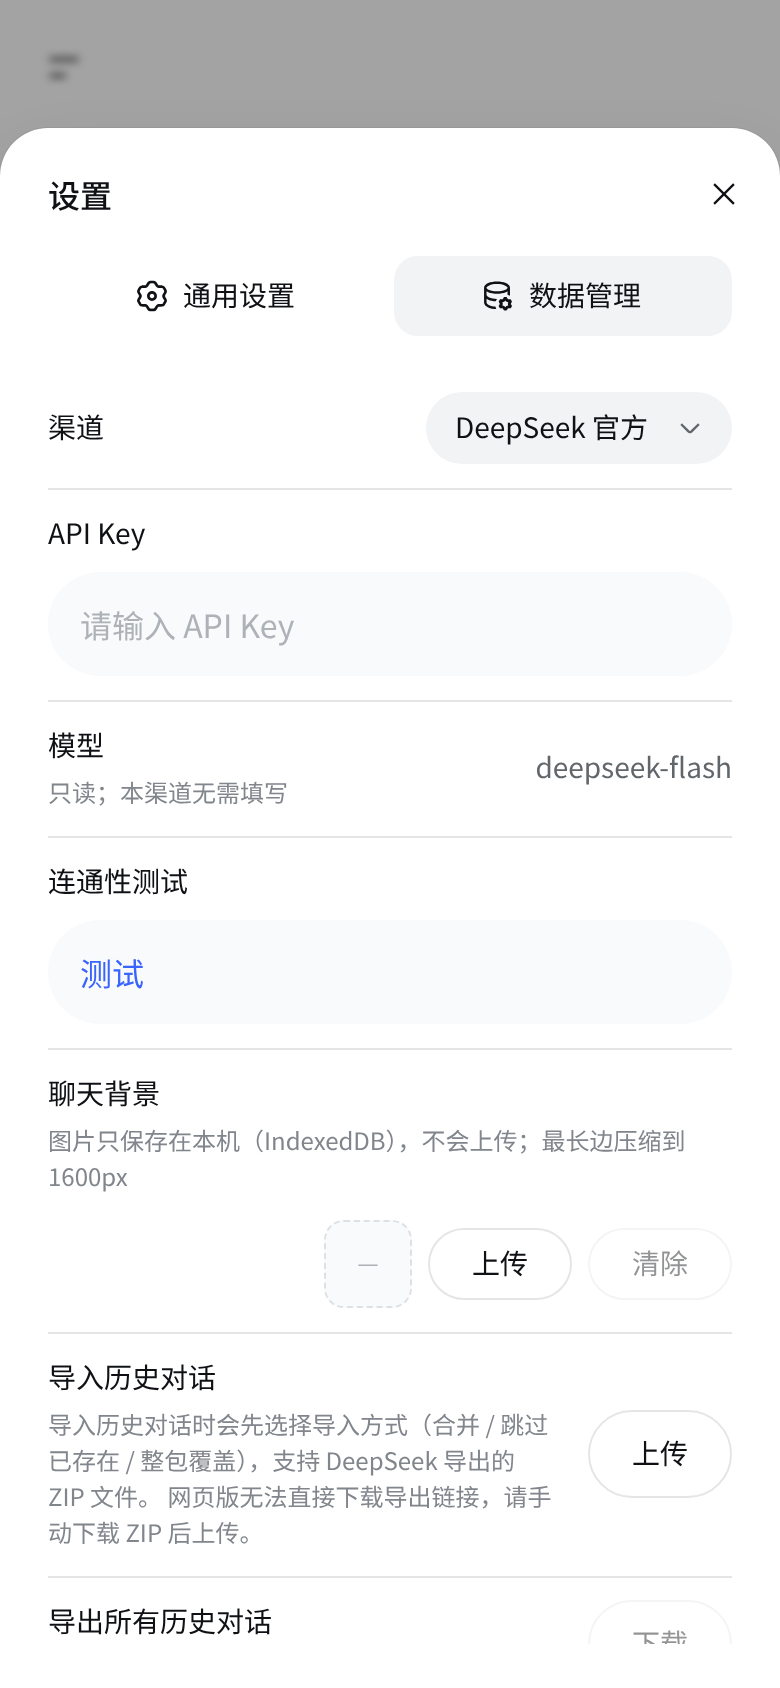 设置
通用设置
数据管理
渠道
DeepSeek 官方
API Key
请输入 API Key
模型
只读；本渠道无需填写
deepseek-flash
连通性测试
测试
聊天背景
图片只保存在本机（IndexedDB），不会上传；最长边压缩到
1600px
—
上传
清除
导入历史对话
导入历史对话时会先选择导入方式（合并 / 跳过
已存在 / 整包覆盖），支持 DeepSeek 导出的
ZIP 文件。 网页版无法直接下载导出链接，请手
动下载 ZIP 后上传。
上传
导出所有历史对话
下载